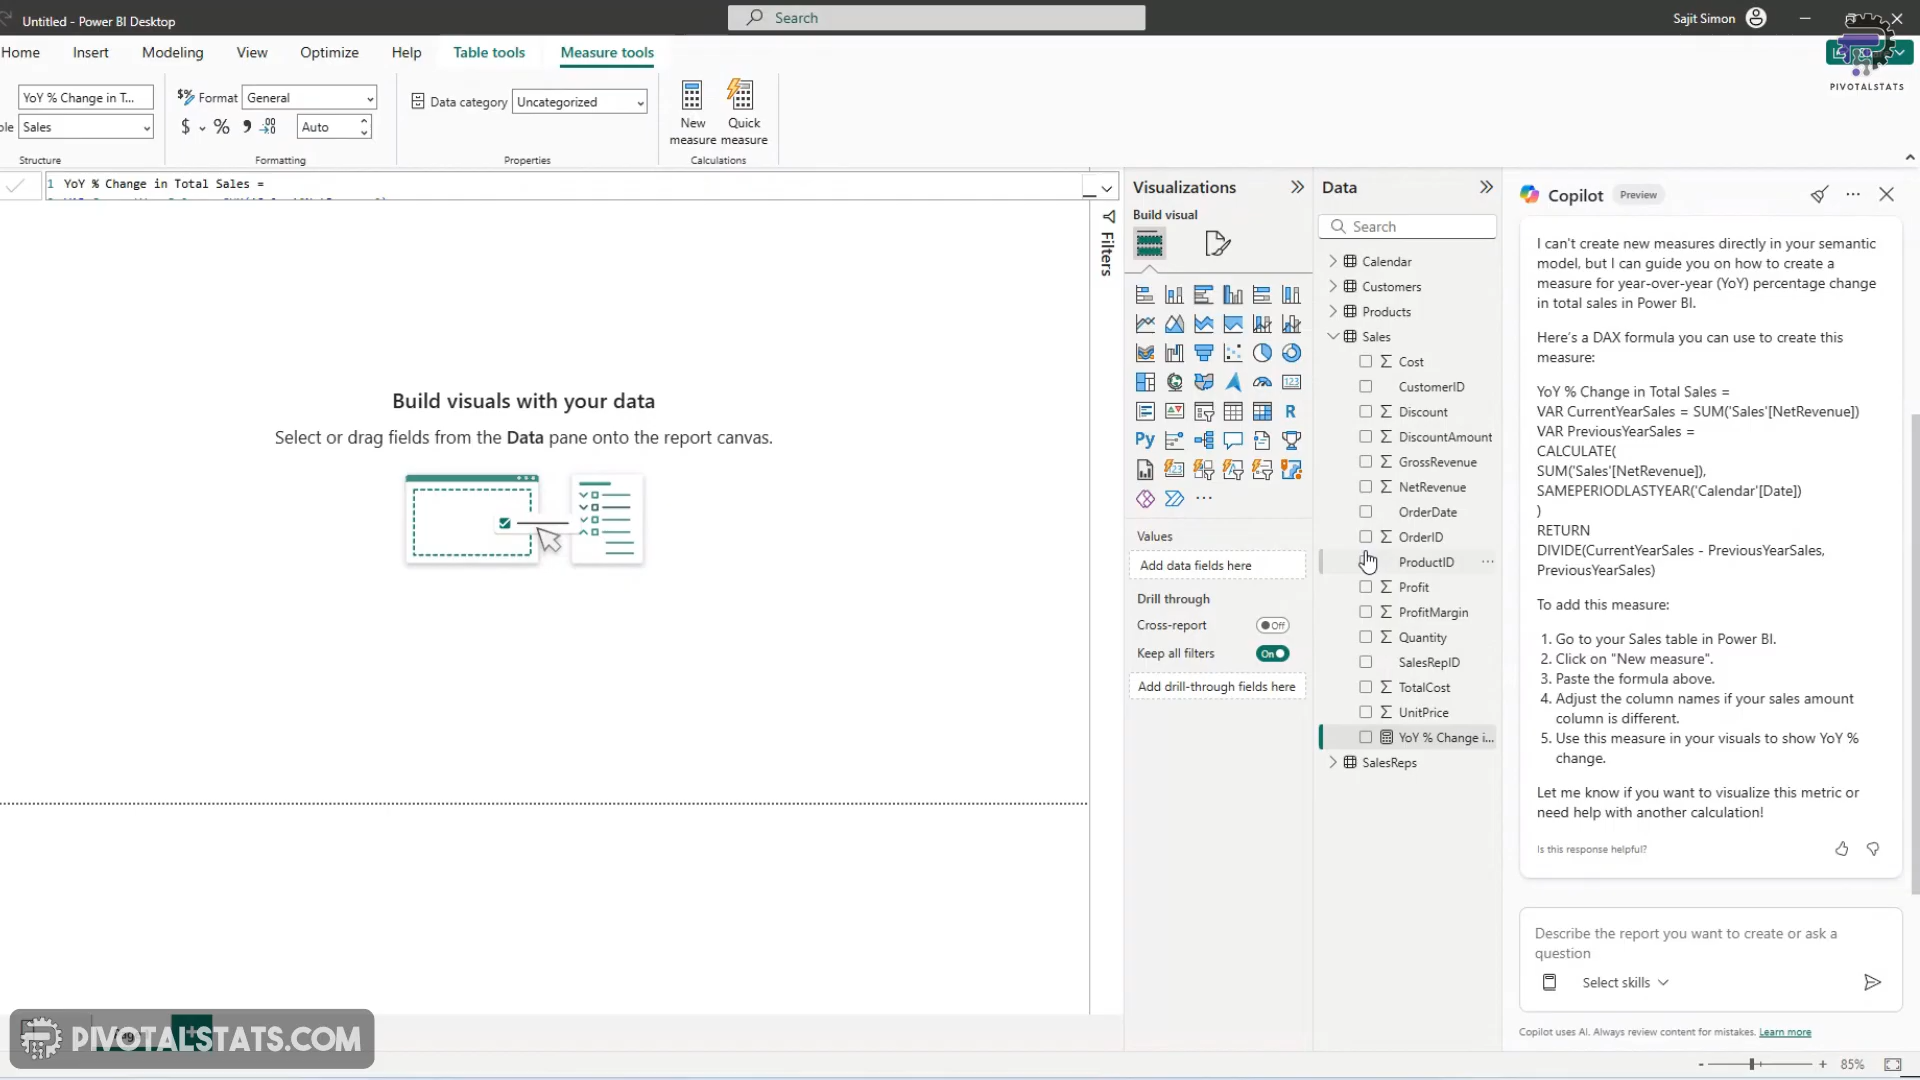 Untitled - Power BI Desktop
Search
Sajit Simon
PIVOTALSTATS
Home
Insert
Modeling
View
Optimize
Help
Table tools
Measure tools
YoY % Change in T...
Format
General
Data category
Uncategorized
New
measure
Quick
measure
Sales
$
%
Auto
Structure
Formatting
Properties
Calculations
1 YoY % Change in Total Sales =
Filters
Build visuals with your data
Select or drag fields from the Data pane onto the report canvas.
Visualizations
Build visual
R
Py
123
Values
Add data fields here
Drill through
Cross-report
Off
Keep all filters
On
Add drill-through fields here
Data
Search
Calendar
Customers
Products
Sales
Cost
CustomerID
Discount
DiscountAmount
GrossRevenue
NetRevenue
OrderDate
OrderID
ProductID
Profit
ProfitMargin
Quantity
SalesRepID
TotalCost
UnitPrice
YoY % Change i...
SalesReps
Copilot
Preview
I can't create new measures directly in your semantic
model, but I can guide you on how to create a
measure for year-over-year (YoY) percentage change
in total sales in Power BI.
Here's a DAX formula you can use to create this
measure:
YoY % Change in Total Sales =
VAR CurrentYearSales = SUM('Sales'[NetRevenue])
VAR PreviousYearSales =
CALCULATE(
SUM('Sales'[NetRevenue]),
SAMEPERIODLASTYEAR('Calendar'[Date])
)
RETURN
DIVIDE(CurrentYearSales - PreviousYearSales,
PreviousYearSales)
To add this measure:
1. Go to your Sales table in Power BI.
2. Click on "New measure".
3. Paste the formula above.
4. Adjust the column names if your sales amount
column is different.
5. Use this measure in your visuals to show YoY %
change.
Let me know if you want to visualize this metric or
need help with another calculation!
Is this response helpful?
Describe the report you want to create or ask a
question
Select skills
Copilot uses AI. Always review content for mistakes. Learn more
PIVOTALSTATS.COM
- + 85%